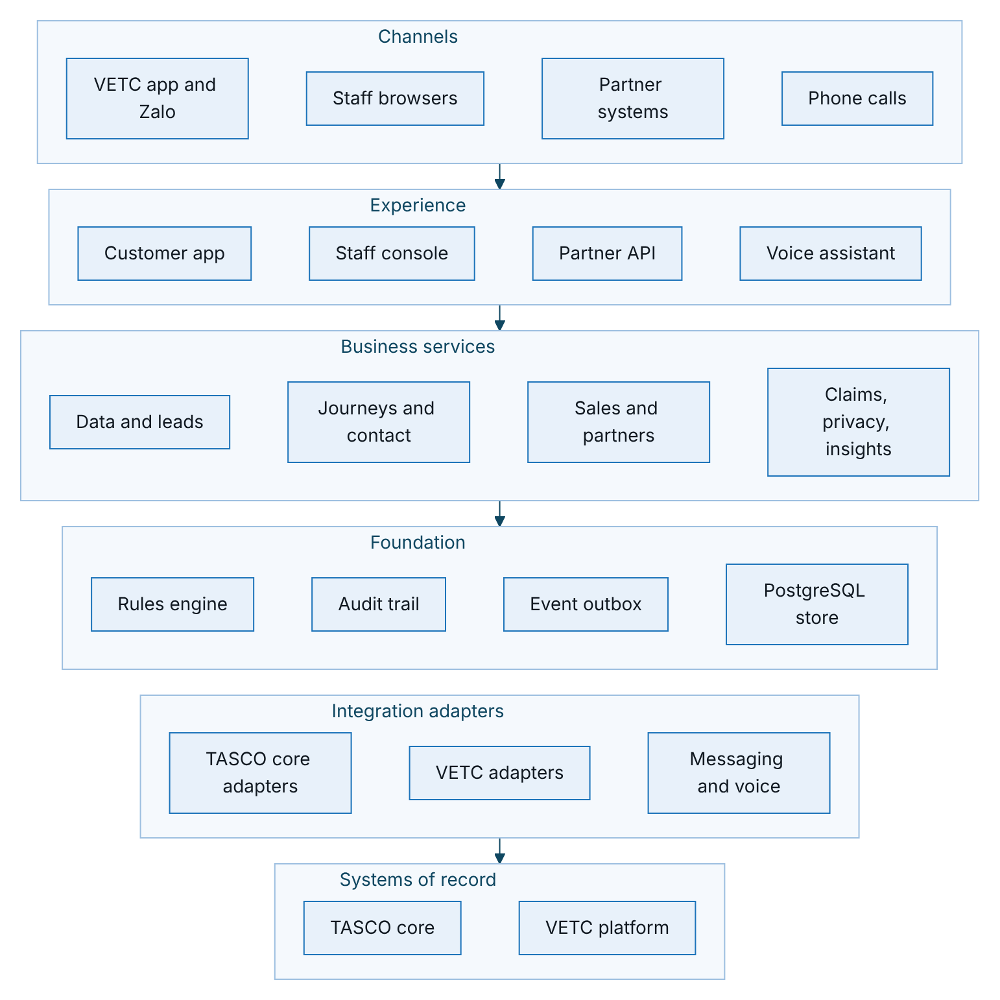 Channels
VETC app and
Zalo
Staff browsers
Partner
systems
Phone calls
Experience
Customer app
Staff console
Partner API
Voice assistant
Business services
Data and leads
Journeys and
contact
Sales and
partners
Claims,
privacy,
insights
Foundation
Rules engine
Audit trail
Event outbox
PostgreSQL
store
Integration adapters
TASCO core
adapters
VETC adapters
Messaging
and voice
Systems of record
TASCO core
VETC platform